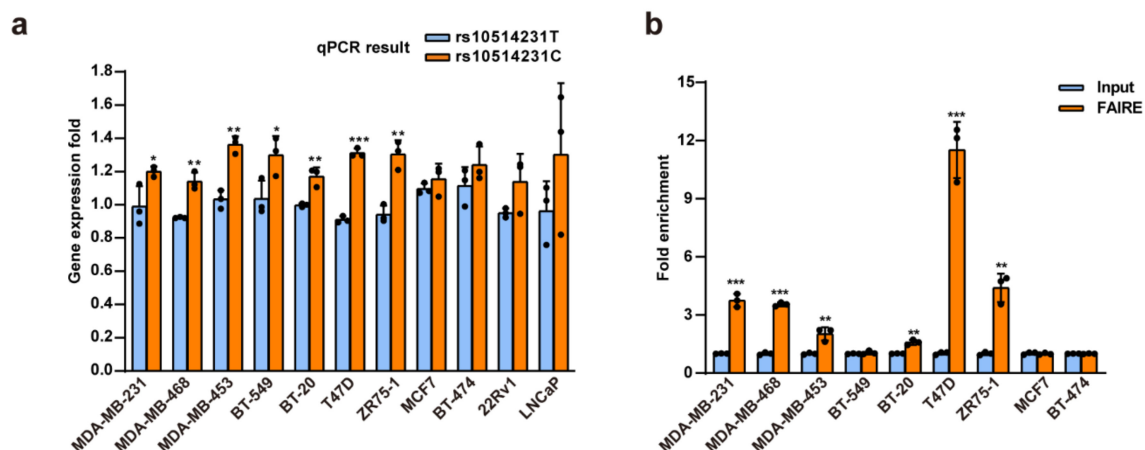 a
qPCR result
rs10514231T
rs10514231C
Gene expression fold
1.8
1.6
1.4
1.2
1.0
0.8
0.6
0.4
0.2
0.0
*
**
**
*
**
***
**
MDA-MB-231
MDA-MB-468
MDA-MB-453
BT-549
BT-20
T47D
ZR75-1
MCF7
BT-474
22Rv1
LNCaP
b
Input
FAIRE
Fold enrichment
15
12
9
6
3
0
***
***
**
**
***
**
MDA-MB-231
MDA-MB-468
MDA-MB-453
BT-549
BT-20
T47D
ZR75-1
MCF7
BT-474